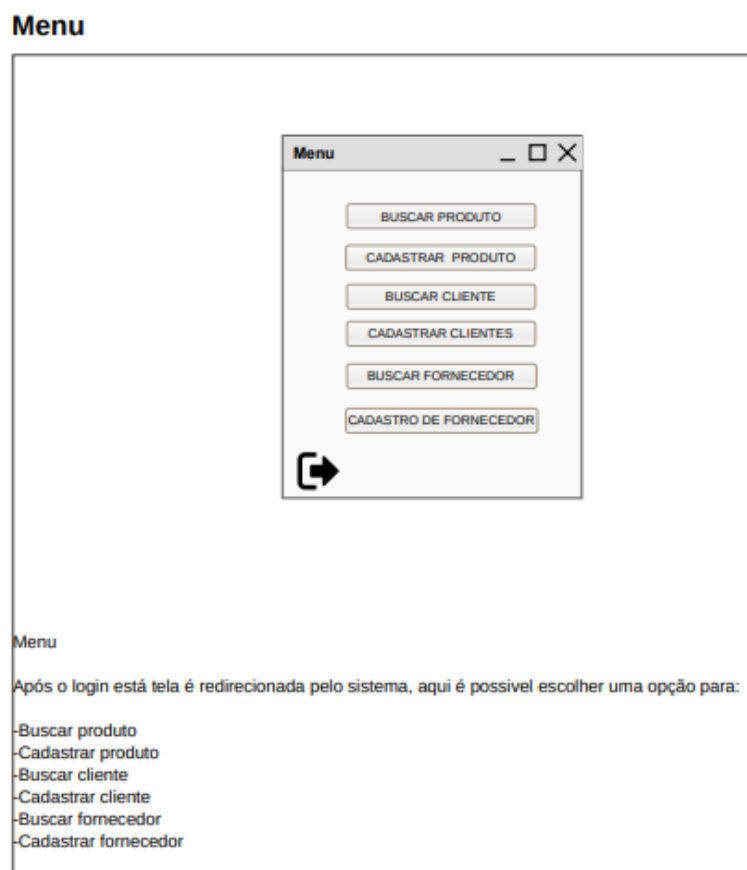 Menu
Menu
BUSCAR PRODUTO
CADASTRAR PRODUTO
BUSCAR CLIENTE
CADASTRAR CLIENTES
BUSCAR FORNECEDOR
CADASTRO DE FORNECEDOR
Menu
Após o login está tela é redirecionada pelo sistema, aqui é possivel escolher uma opção para:
-Buscar produto
-Cadastrar produto
-Buscar cliente
-Cadastrar cliente
-Buscar fornecedor
-Cadastrar fornecedor